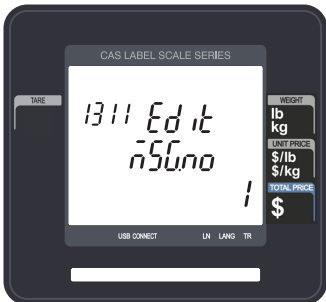 CAS LABEL SCALE SERIES
TARE
1311 Edit
MSG.no
1
WEIGHT
lb
kg
UNIT PRICE
$/lb
$/kg
TOTAL PRICE
$
USB CONNECT LN LANG TR